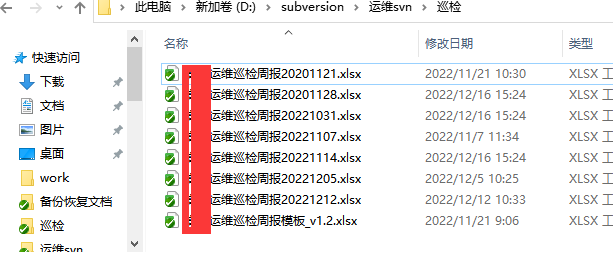 此电脑 › 新加卷 (D:) › subversion › 运维svn › 巡检
名称 修改日期 类型
快速访问
下载
文档
图片
桌面
work
备份恢复文档
巡检
运维svn
运维巡检周报20201121.xlsx 2022/11/21 10:30 XLSX 工
运维巡检周报20201128.xlsx 2022/12/16 15:24 XLSX 工
运维巡检周报20221031.xlsx 2022/12/16 15:24 XLSX 工
运维巡检周报20221107.xlsx 2022/11/7 11:34 XLSX 工
运维巡检周报20221114.xlsx 2022/12/16 15:24 XLSX 工
运维巡检周报20221205.xlsx 2022/12/5 10:25 XLSX 工
运维巡检周报20221212.xlsx 2022/12/12 10:33 XLSX 工
运维巡检周报模板_v1.2.xlsx 2022/11/21 9:06 XLSX 工